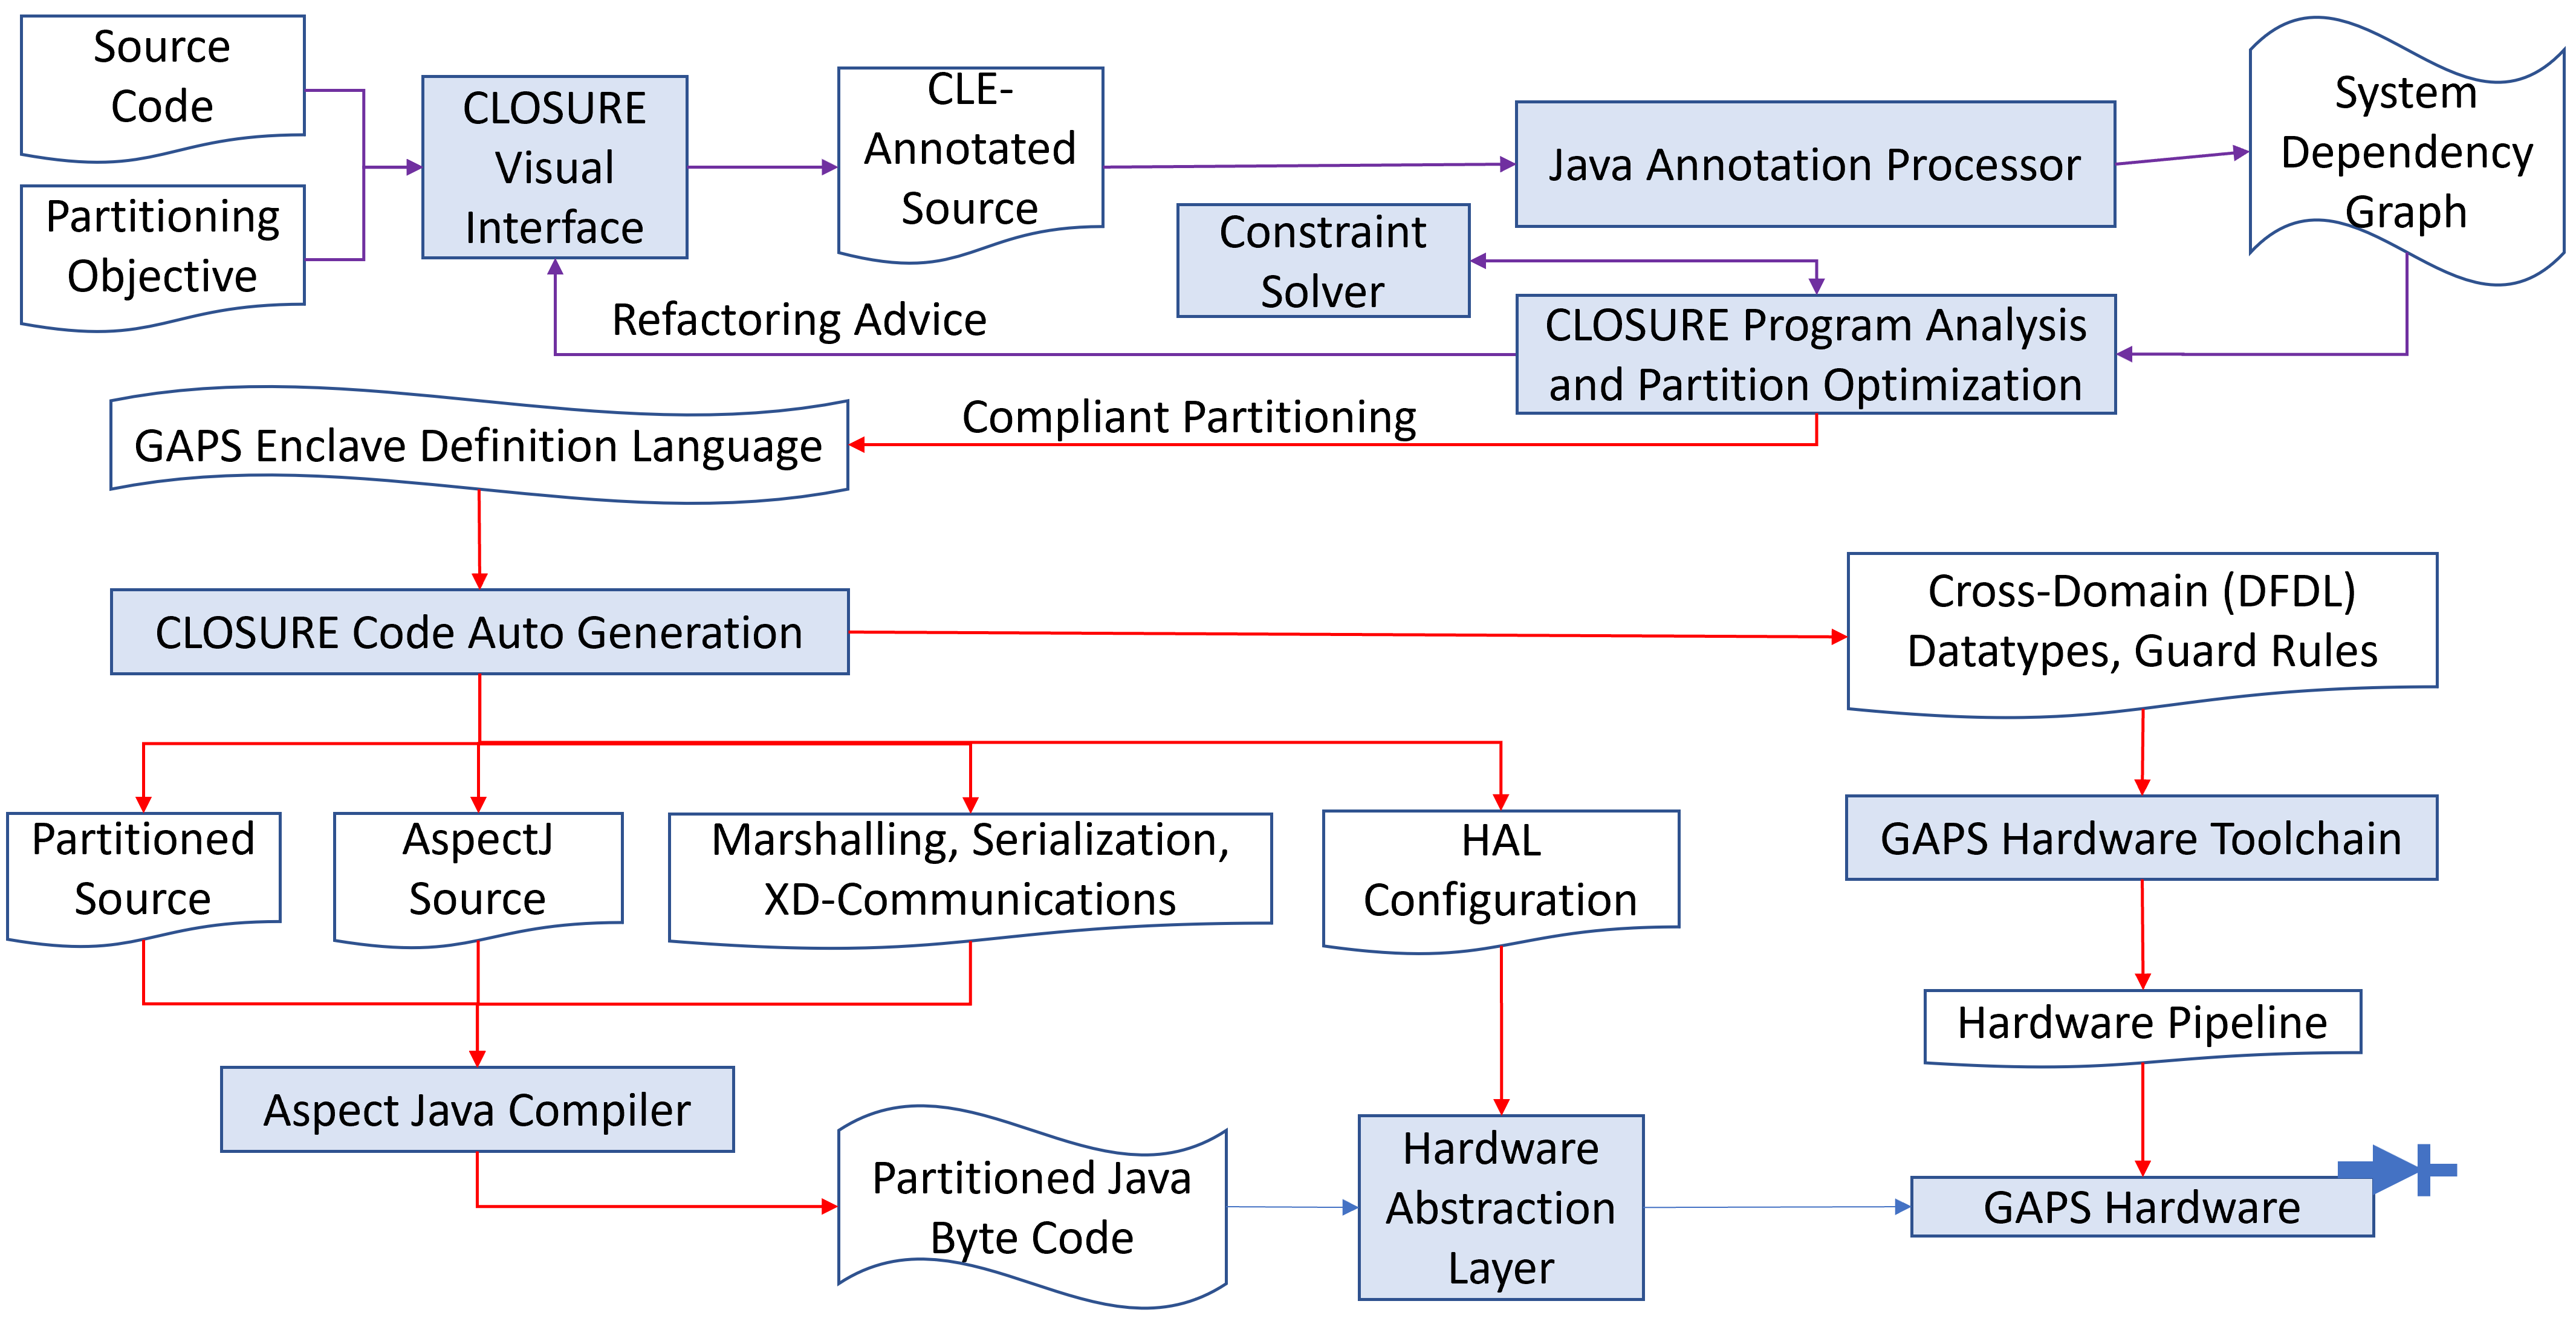 Source
Code
Partitioning
Objective
CLOSURE
Visual
Interface
CLE-
Annotated
Source
Java Annotation Processor
System
Dependency
Graph
Constraint
Solver
CLOSURE Program Analysis
and Partition Optimization
Refactoring Advice
Compliant Partitioning
GAPS Enclave Definition Language
CLOSURE Code Auto Generation
Cross-Domain (DFDL)
Datatypes, Guard Rules
Partitioned
Source
AspectJ
Source
Marshalling, Serialization,
XD-Communications
HAL
Configuration
GAPS Hardware Toolchain
Hardware Pipeline
Aspect Java Compiler
Partitioned Java
Byte Code
Hardware
Abstraction
Layer
GAPS Hardware